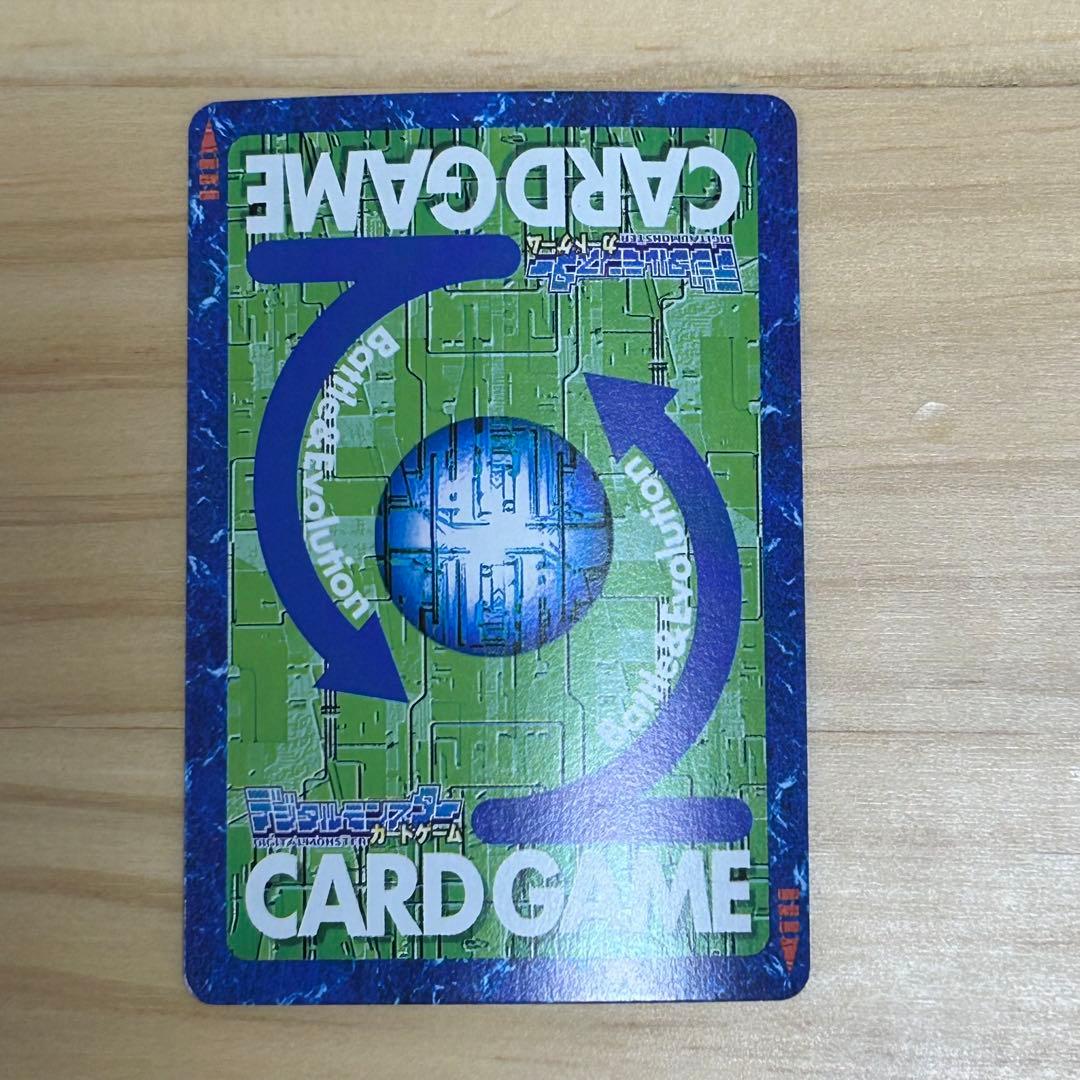 CARD GAME
デジタルモンスター
DIGITAL MONSTER
カードゲーム
Battle&Evolution
Battle&Evolution
デジタルモンスター
DIGITAL MONSTER カードゲーム
CARD GAME